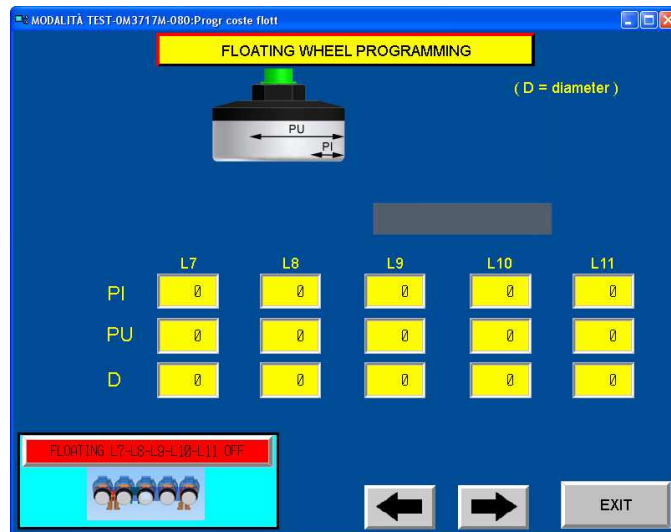 MODALITÀ TEST-0M3717M-080:Progr coste flott
FLOATING WHEEL PROGRAMMING
( D = diameter )
PU
PI
L7 L8 L9 L10 L11
PI 0 0 0 0 0
PU 0 0 0 0 0
D 0 0 0 0 0
FLOATING L7-L8-L9-L10-L11 OFF
EXIT